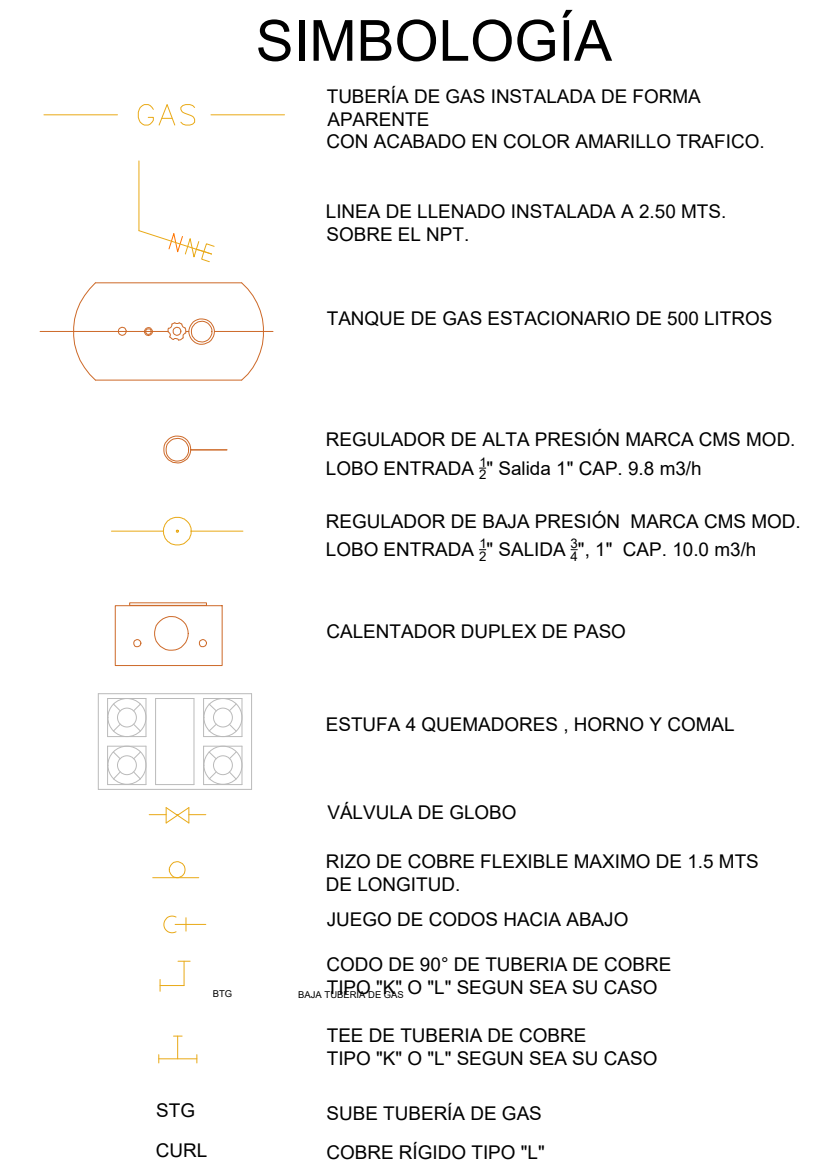 SIMBOLOGÍA
GAS
TUBERÍA DE GAS INSTALADA DE FORMA
APARENTE
CON ACABADO EN COLOR AMARILLO TRAFICO.
LINEA DE LLENADO INSTALADA A 2.50 MTS.
SOBRE EL NPT.
TANQUE DE GAS ESTACIONARIO DE 500 LITROS
REGULADOR DE ALTA PRESIÓN MARCA CMS MOD.
LOBO ENTRADA ½" Salida 1" CAP. 9.8 m3/h
REGULADOR DE BAJA PRESIÓN MARCA CMS MOD.
LOBO ENTRADA ½" SALIDA ¾", 1" CAP. 10.0 m3/h
CALENTADOR DUPLEX DE PASO
ESTUFA 4 QUEMADORES , HORNO Y COMAL
VÁLVULA DE GLOBO
RIZO DE COBRE FLEXIBLE MAXIMO DE 1.5 MTS
DE LONGITUD.
JUEGO DE CODOS HACIA ABAJO
CODO DE 90° DE TUBERIA DE COBRE
TIPO "K" O "L" SEGUN SEA SU CASO
BTG BAJA TUBERIA DE GAS
TEE DE TUBERIA DE COBRE
TIPO "K" O "L" SEGUN SEA SU CASO
STG SUBE TUBERÍA DE GAS
CURL COBRE RÍGIDO TIPO "L"